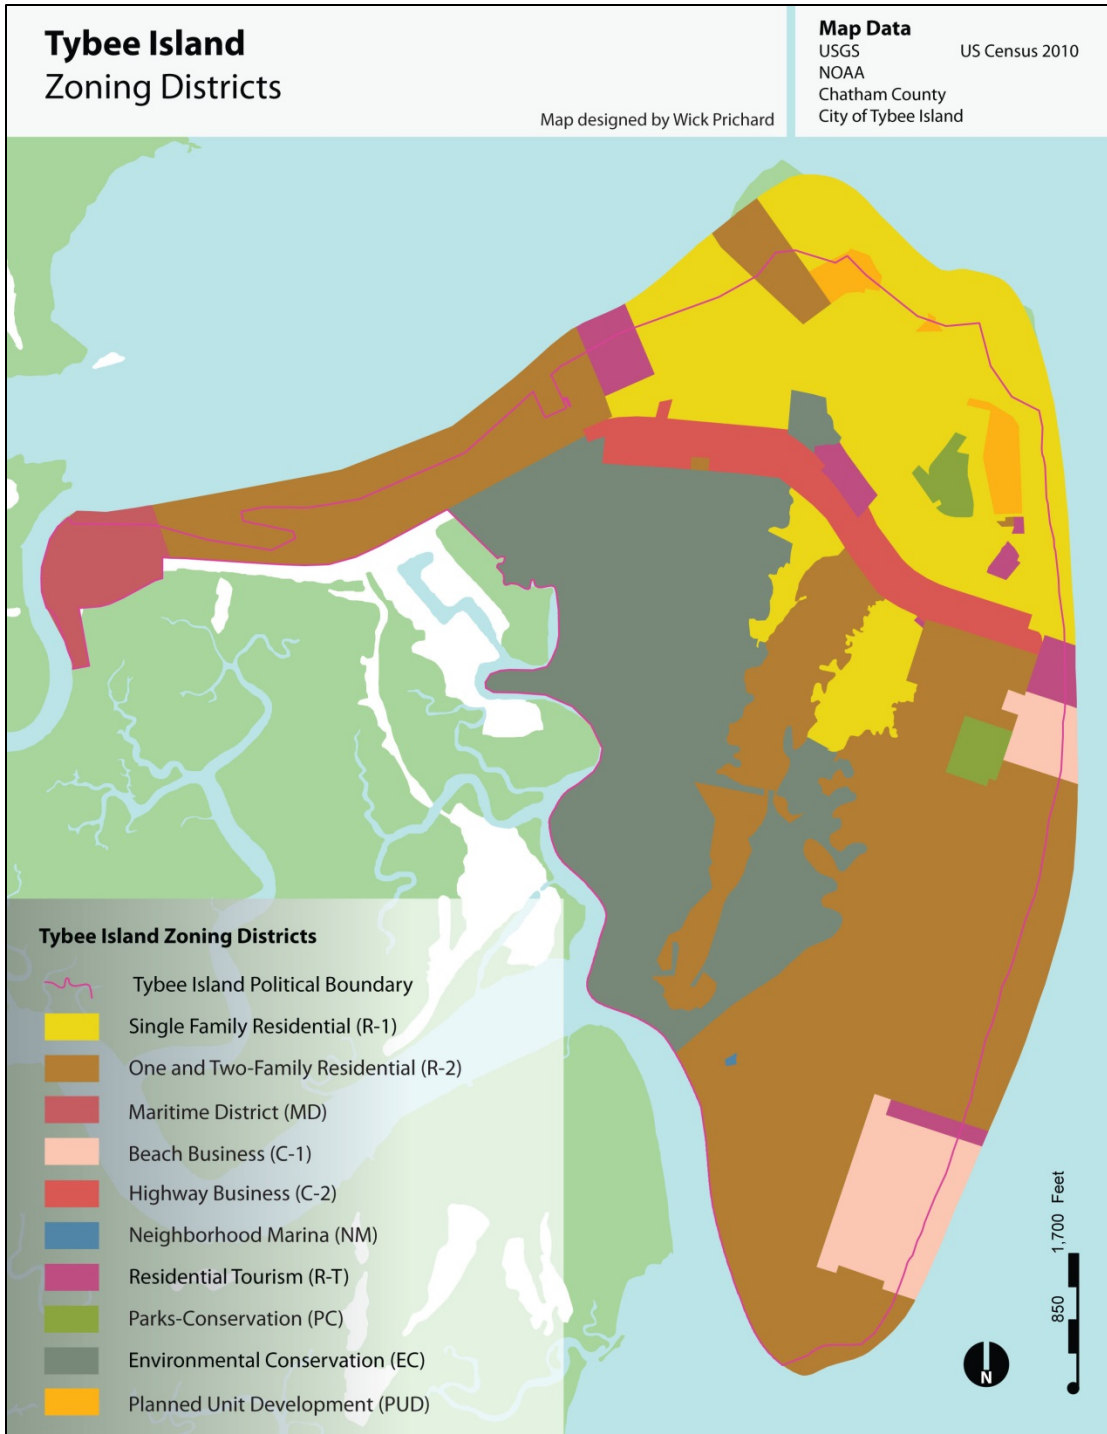 Tybee Island
Zoning Districts
Map designed by Wick Prichard
Map Data
USGS US Census 2010
NOAA
Chatham County
City of Tybee Island
Tybee Island Zoning Districts
Tybee Island Political Boundary
Single Family Residential (R-1)
One and Two-Family Residential (R-2)
Maritime District (MD)
Beach Business (C-1)
Highway Business (C-2)
Neighborhood Marina (NM)
Residential Tourism (R-T)
Parks-Conservation (PC)
Environmental Conservation (EC)
Planned Unit Development (PUD)
850 1,700 Feet
N